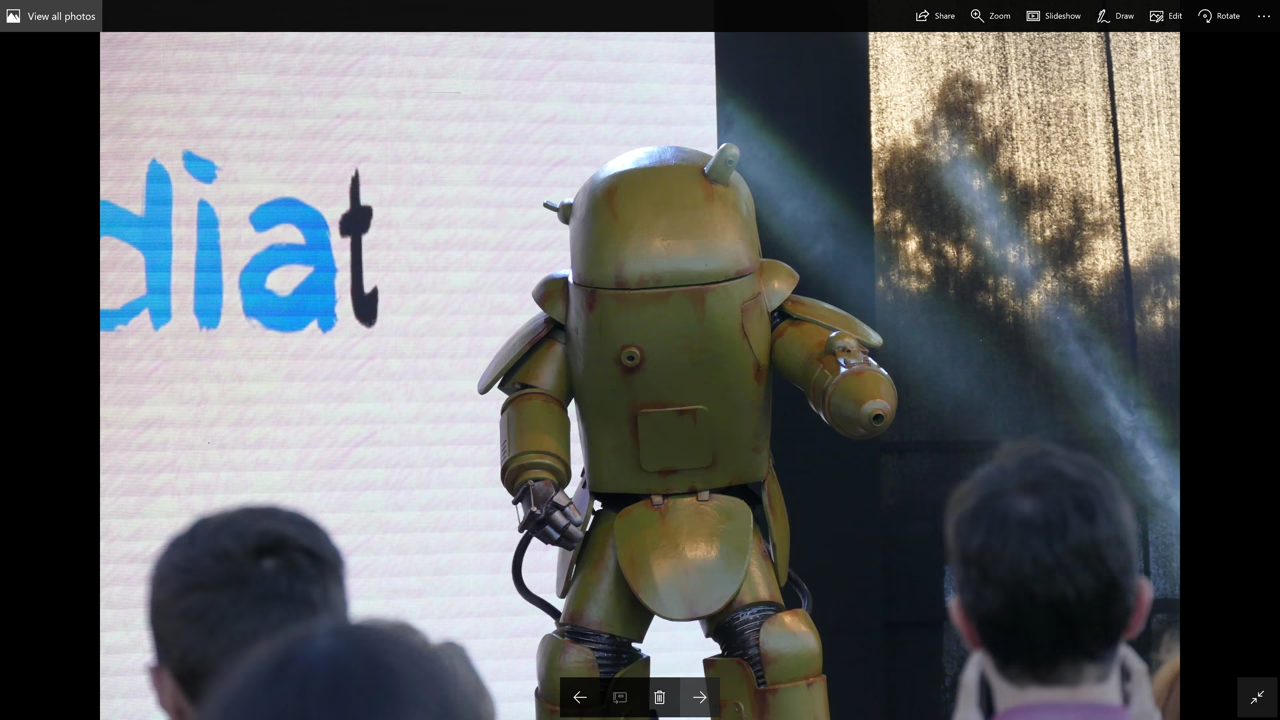 View all photos
Share
Zoom
Slideshow
Draw
Edit
Rotate
diat